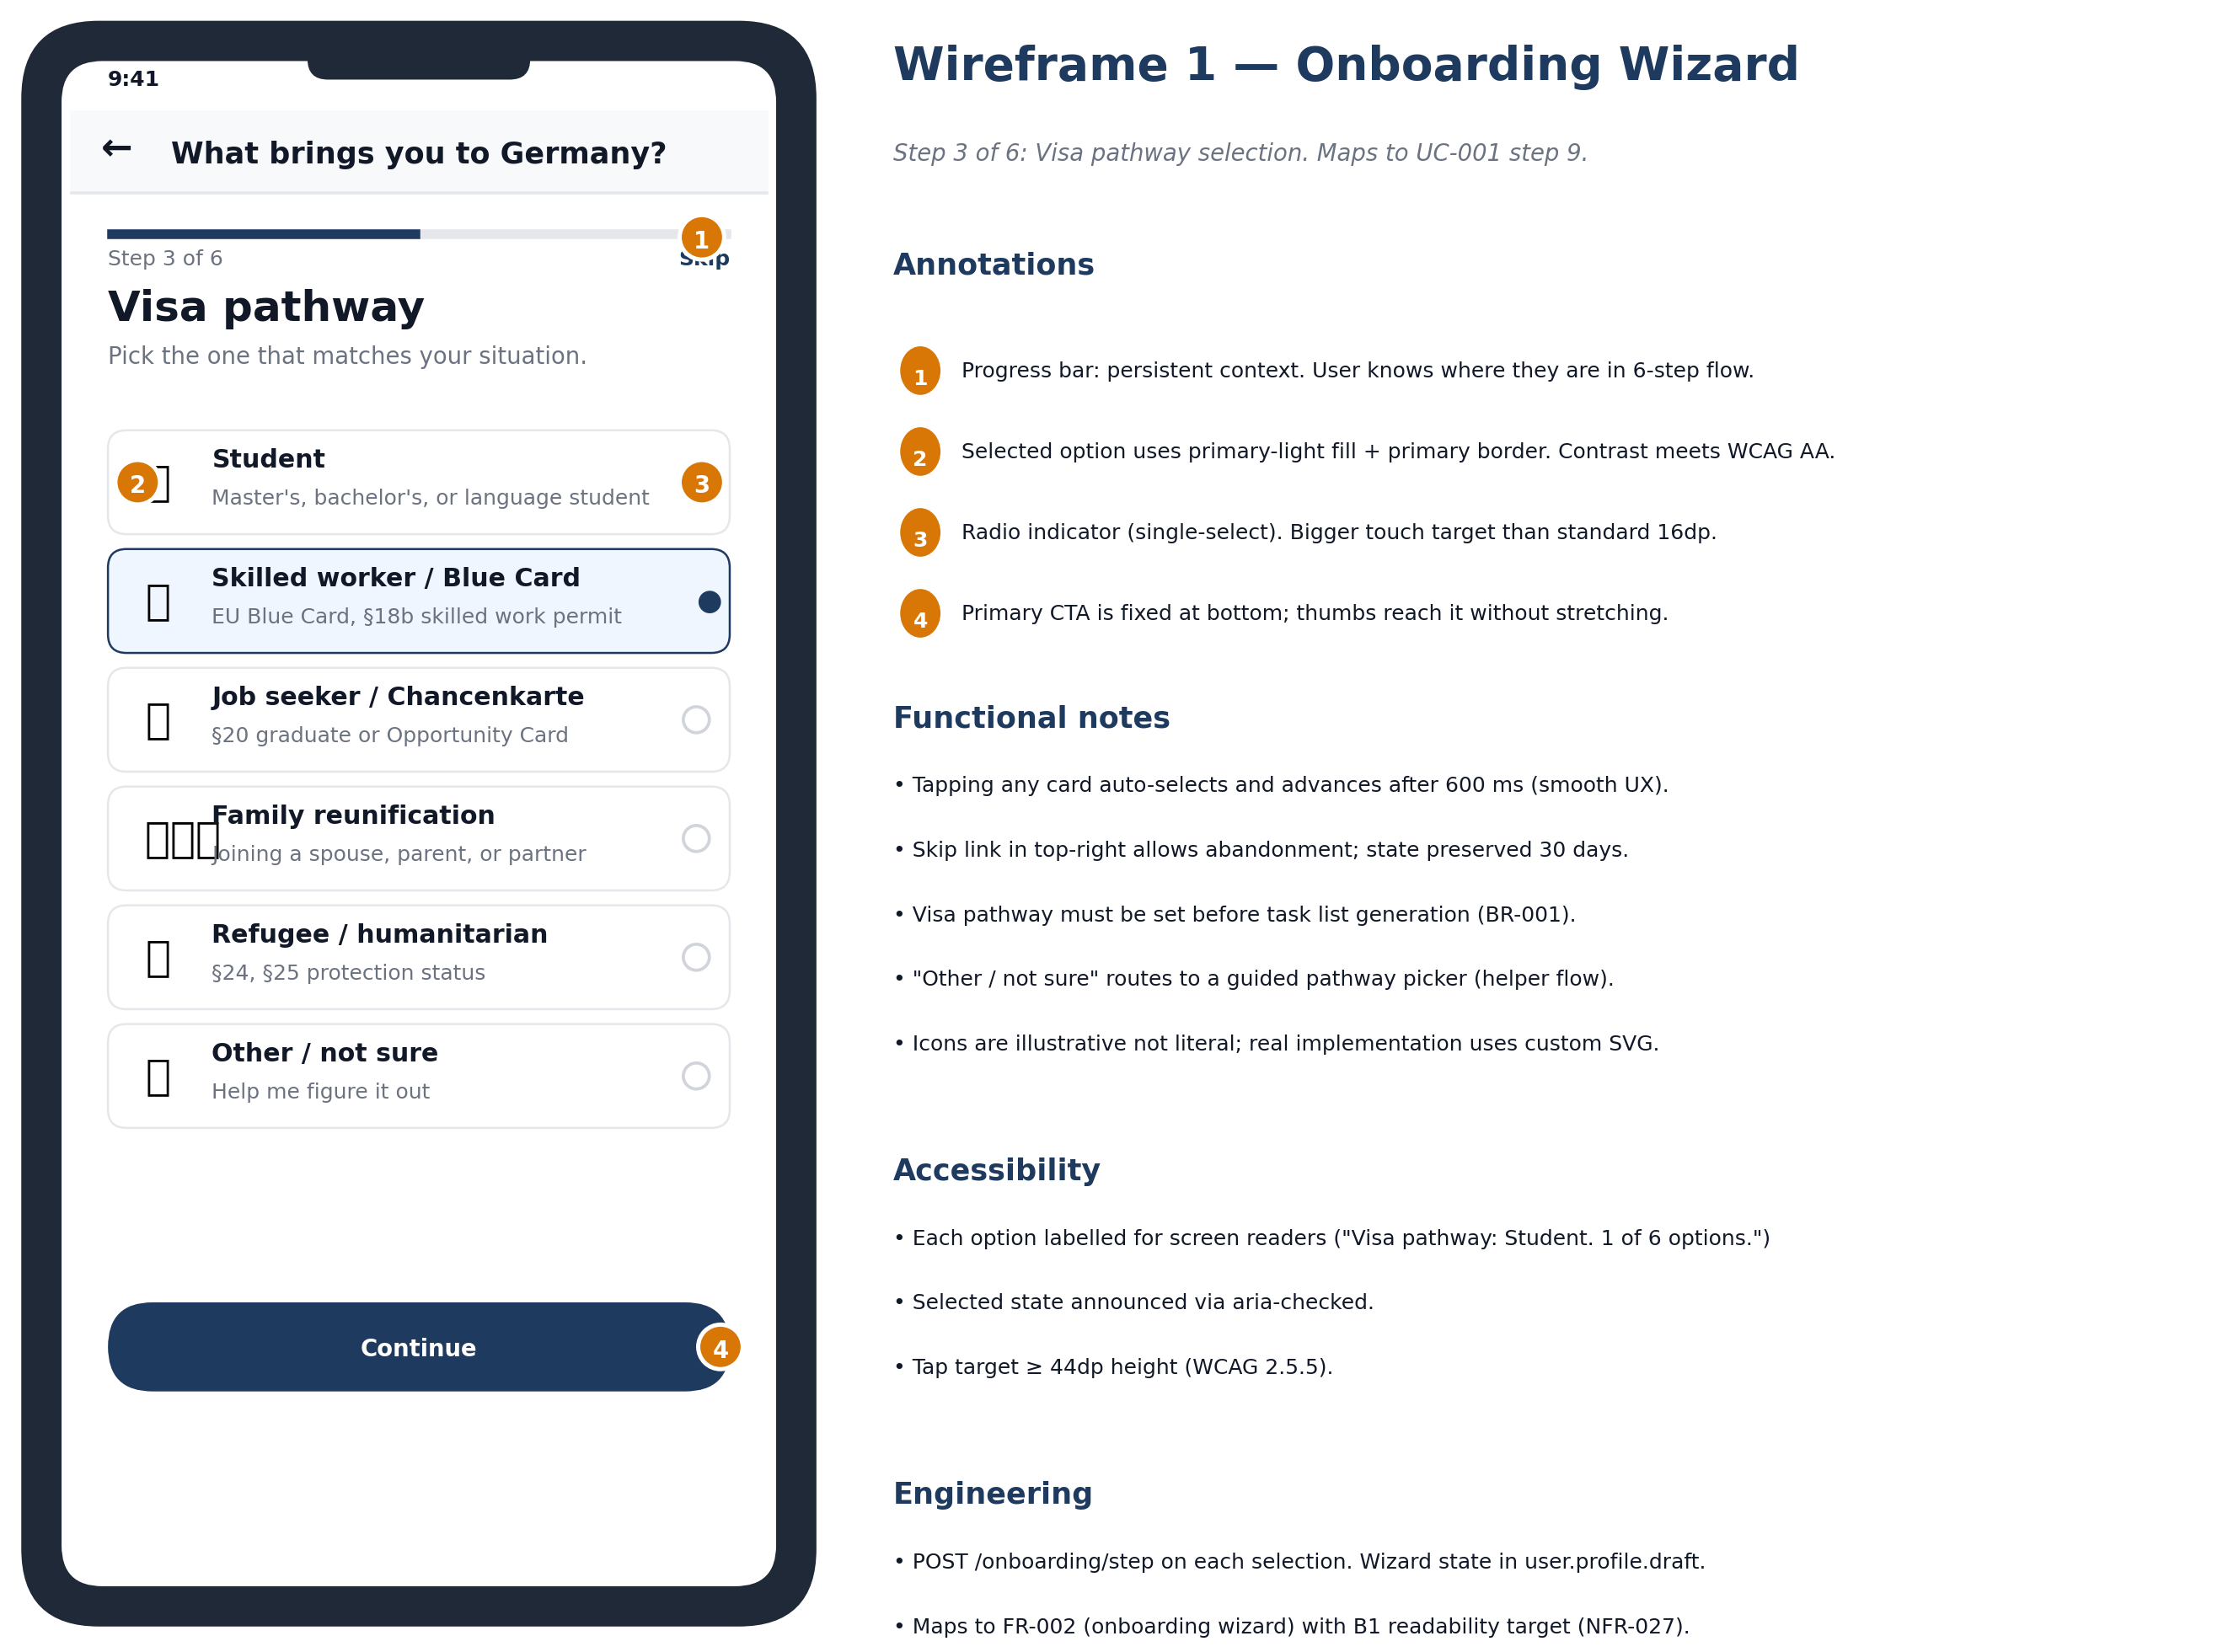 9:41
← What brings you to Germany?
1
Step 3 of 6
Skip
Visa pathway
Pick the one that matches your situation.
2
Student
3
Master's, bachelor's, or language student
Skilled worker / Blue Card
EU Blue Card, §18b skilled work permit
Job seeker / Chancenkarte
§20 graduate or Opportunity Card
Family reunification
Joining a spouse, parent, or partner
Refugee / humanitarian
§24, §25 protection status
Other / not sure
Help me figure it out
Continue
4
Wireframe 1 — Onboarding Wizard
Step 3 of 6: Visa pathway selection. Maps to UC-001 step 9.
Annotations
1 Progress bar: persistent context. User knows where they are in 6-step flow.
2 Selected option uses primary-light fill + primary border. Contrast meets WCAG AA.
3 Radio indicator (single-select). Bigger touch target than standard 16dp.
4 Primary CTA is fixed at bottom; thumbs reach it without stretching.
Functional notes
• Tapping any card auto-selects and advances after 600 ms (smooth UX).
• Skip link in top-right allows abandonment; state preserved 30 days.
• Visa pathway must be set before task list generation (BR-001).
• "Other / not sure" routes to a guided pathway picker (helper flow).
• Icons are illustrative not literal; real implementation uses custom SVG.
Accessibility
• Each option labelled for screen readers ("Visa pathway: Student. 1 of 6 options.")
• Selected state announced via aria-checked.
• Tap target ≥ 44dp height (WCAG 2.5.5).
Engineering
• POST /onboarding/step on each selection. Wizard state in user.profile.draft.
• Maps to FR-002 (onboarding wizard) with B1 readability target (NFR-027).